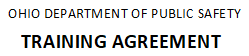 OHIO DEPARTMENT OF PUBLIC SAFETY
TRAINING AGREEMENT